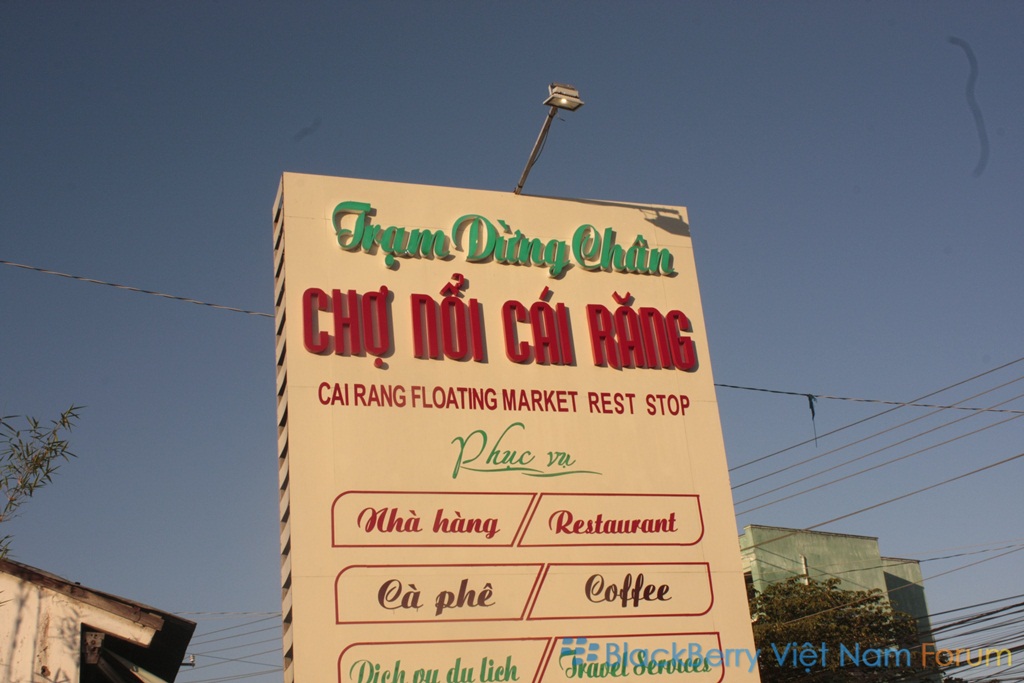 Trạm Dừng Chân
CHỢ NỔI CÁI RĂNG
CAI RANG FLOATING MARKET REST STOP
Phục vụ
Nhà hàng Restaurant
Cà phê Coffee
Dịch vụ du lịch Travel Services
BlackBerry Việt Nam Forum